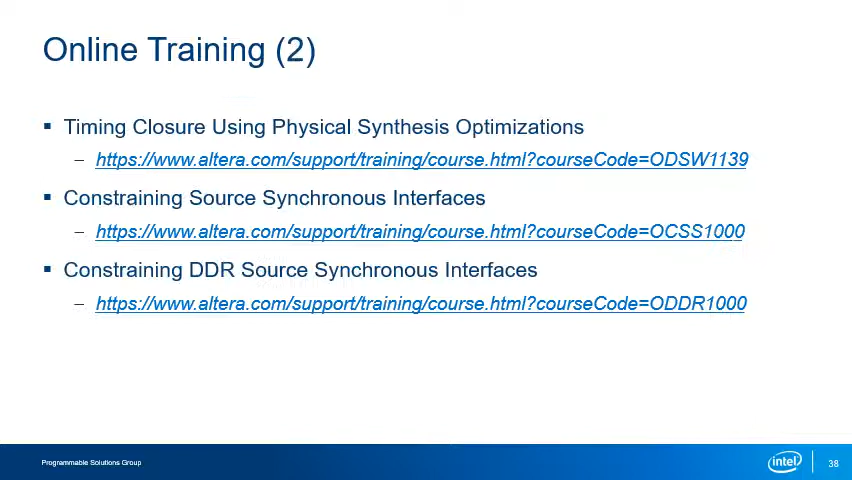 Online Training (2)
▪ Timing Closure Using Physical Synthesis Optimizations
– https://www.altera.com/support/training/course.html?courseCode=ODSW1139
▪ Constraining Source Synchronous Interfaces
– https://www.altera.com/support/training/course.html?courseCode=OCSS1000
▪ Constraining DDR Source Synchronous Interfaces
– https://www.altera.com/support/training/course.html?courseCode=ODDR1000
Programmable Solutions Group
intel
38